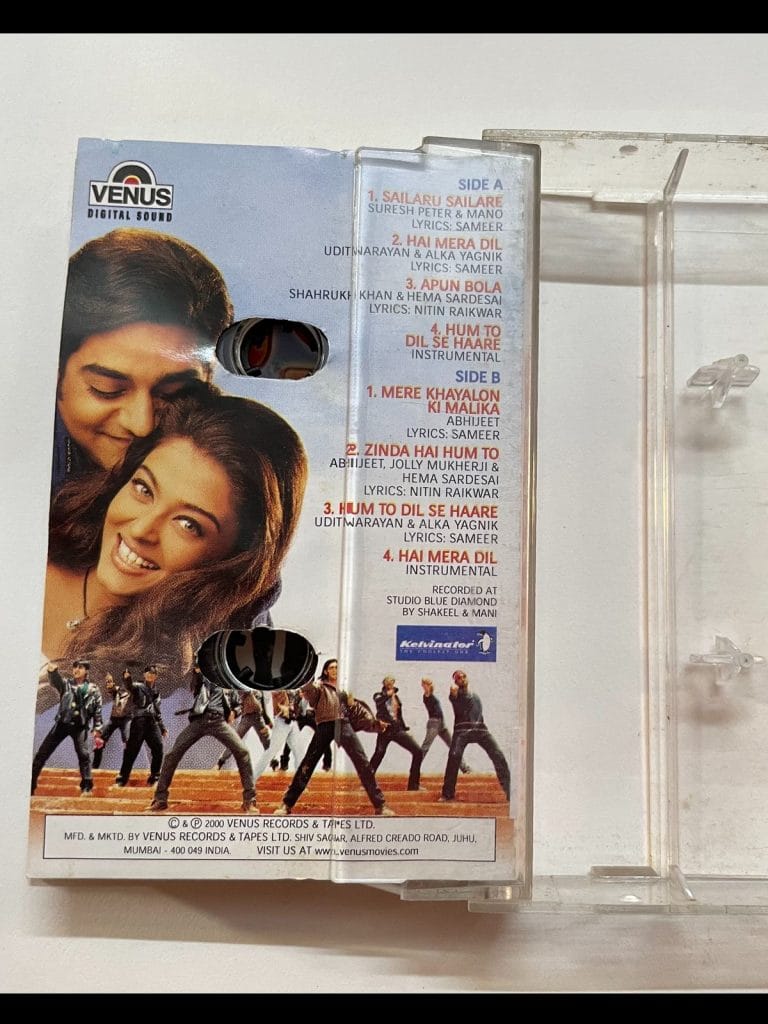 VENUS
DIGITAL SOUND
SIDE A
1. SAILARU SAILARE
SURESH PETER & MANO
LYRICS: SAMEER
2. HAI MERA DIL
UDITNARAYAN & ALKA YAGNIK
LYRICS: SAMEER
3. APUN BOLA
SHAHRUKH KHAN & HEMA SARDESAI
LYRICS: NITIN RAIKWAR
4. HUM TO
DIL SE HAARE
INSTRUMENTAL
SIDE B
1. MERE KHAYALON
KI MALIKA
ABHIJEET
LYRICS: SAMEER
2. ZINDA HAI HUM TO
ABHIJEET, JOLLY MUKHERJI &
HEMA SARDESAI
LYRICS: NITIN RAIKWAR
3. HUM TO DIL SE HAARE
UDITNARAYAN & ALKA YAGNIK
LYRICS: SAMEER
4. HAI MERA DIL
INSTRUMENTAL
RECORDED AT
STUDIO BLUE DIAMOND
BY SHAKEEL & MANI
Kelvinator
THE COOLEST ONE
© & ℗ 2000 VENUS RECORDS & TAPES LTD.
MFD. & MKTD. BY VENUS RECORDS & TAPES LTD. SHIV SAGAR, ALFRED CREADO ROAD, JUHU,
MUMBAI - 400 049 INDIA. VISIT US AT www.venusmovies.com